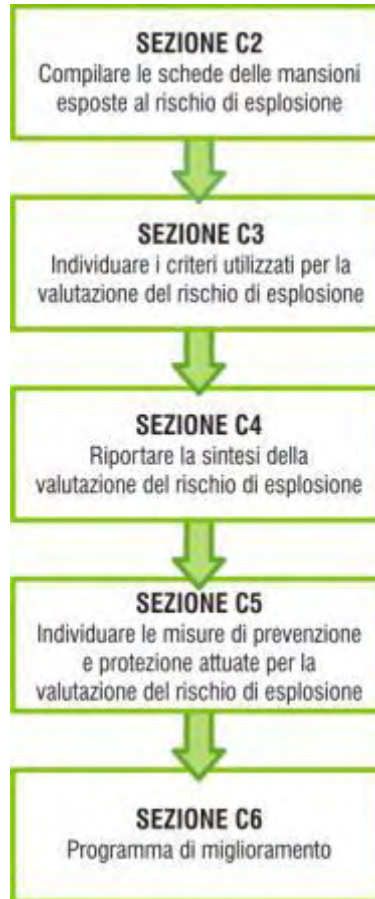 SEZIONE C2
Compilare le schede delle mansioni
esposte al rischio di esplosione
SEZIONE C3
Individuare i criteri utilizzati per la
valutazione del rischio di esplosione
SEZIONE C4
Riportare la sintesi della
valutazione del rischio di esplosione
SEZIONE C5
Individuare le misure di prevenzione
e protezione attuate per la
valutazione del rischio di esplosione
SEZIONE C6
Programma di miglioramento